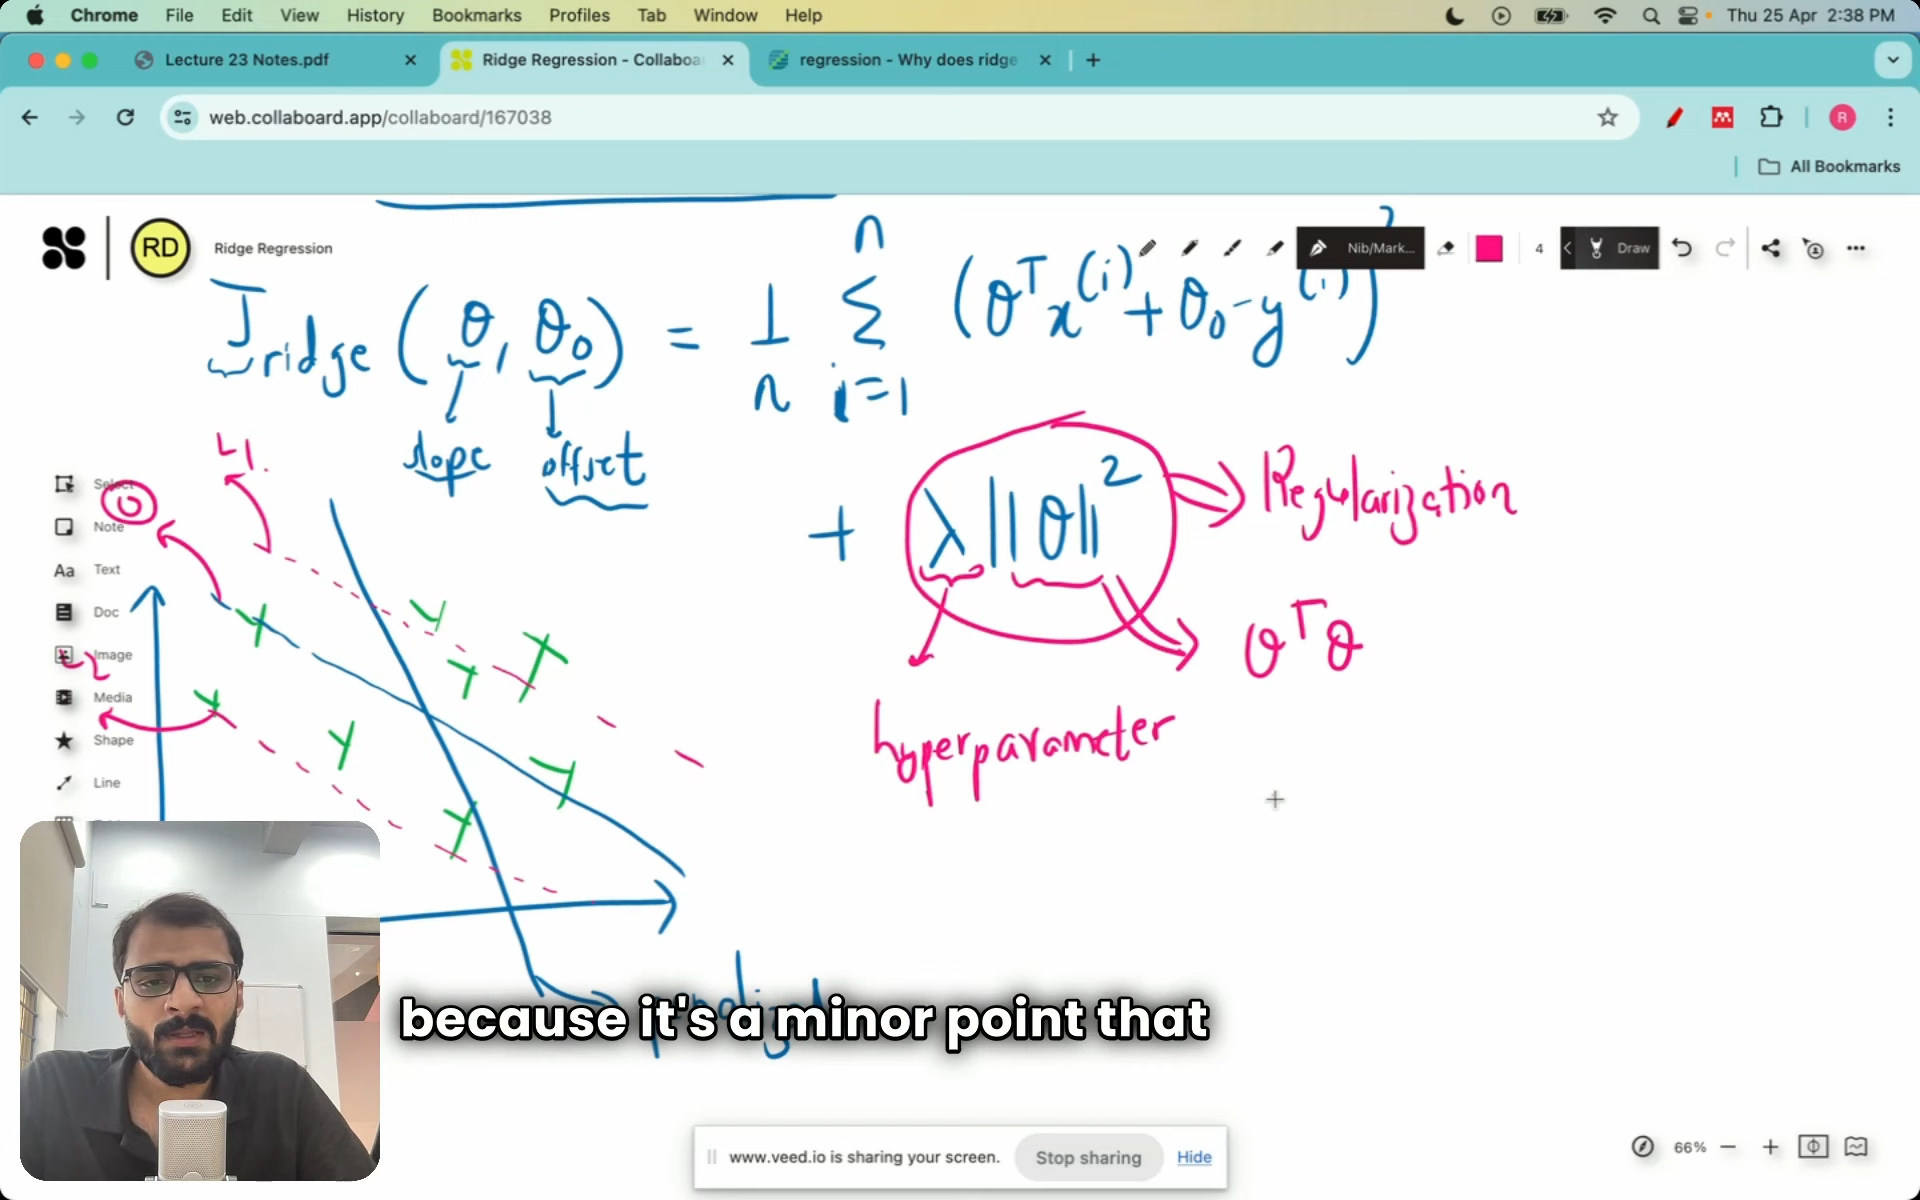 Chrome File Edit View History Bookmarks Profiles Tab Window Help Thu 25 Apr 2:38 PM
Lecture 23 Notes.pdf Ridge Regression - Collaboa regression - Why does ridge
web.collaboard.app/collaboard/167038 R
All Bookmarks
RD Ridge Regression Nib/Mark... 4 Draw
J ridge (θ, θ₀) = 1/n Σ i=1 n (θᵀx⁽ⁱ⁾ + θ₀ - y⁽ⁱ⁾)²
slope offset
+ λ||θ||² Regularization
θᵀθ
hyperparameter
L1
0
L2
Select
Note
Aa Text
Doc
Image
Media
Shape
Line
because it's a minor point that
www.veed.io is sharing your screen. Stop sharing Hide
66%